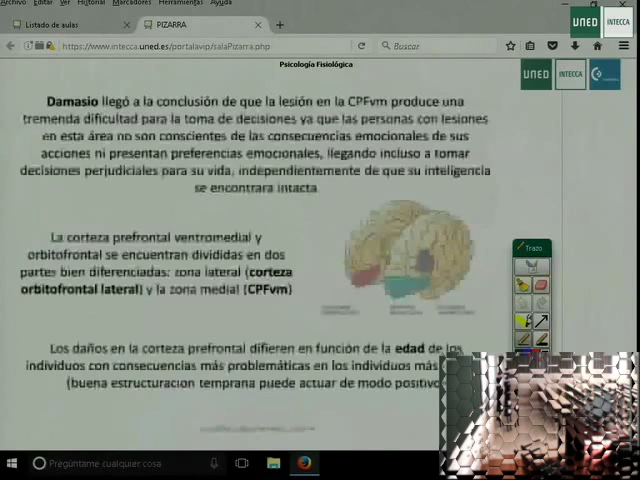 Archivo Editar Ver Historial Marcadores Herramientas Ayuda
Listado de aulas
PIZARRA
https://www.intecca.uned.es/portalavip/salaPizarra.php
Buscar
UNED INTECCA
Psicología Fisiológica
UNED INTECCA
Damasio llegó a la conclusión de que la lesión en la CPFvm produce una
tremenda dificultad para la toma de decisiones ya que las personas con lesiones
en esta área no son conscientes de las consecuencias emocionales de sus
acciones ni presentan preferencias emocionales, llegando incluso a tomar
decisiones perjudiciales para su vida, independientemente de que su inteligencia
se encontrara intacta
La corteza prefrontal ventromedial y
orbitofrontal se encuentran divididas en dos
partes bien diferenciadas: zona lateral (corteza
orbitofrontal lateral) y la zona medial (CPFvm)
Trazo
Los daños en la corteza prefrontal difieren en función de la edad de los
individuos con consecuencias más problemáticas en los individuos más
(buena estructuración temprana puede actuar de modo positivo
Pregúntame cualquier cosa